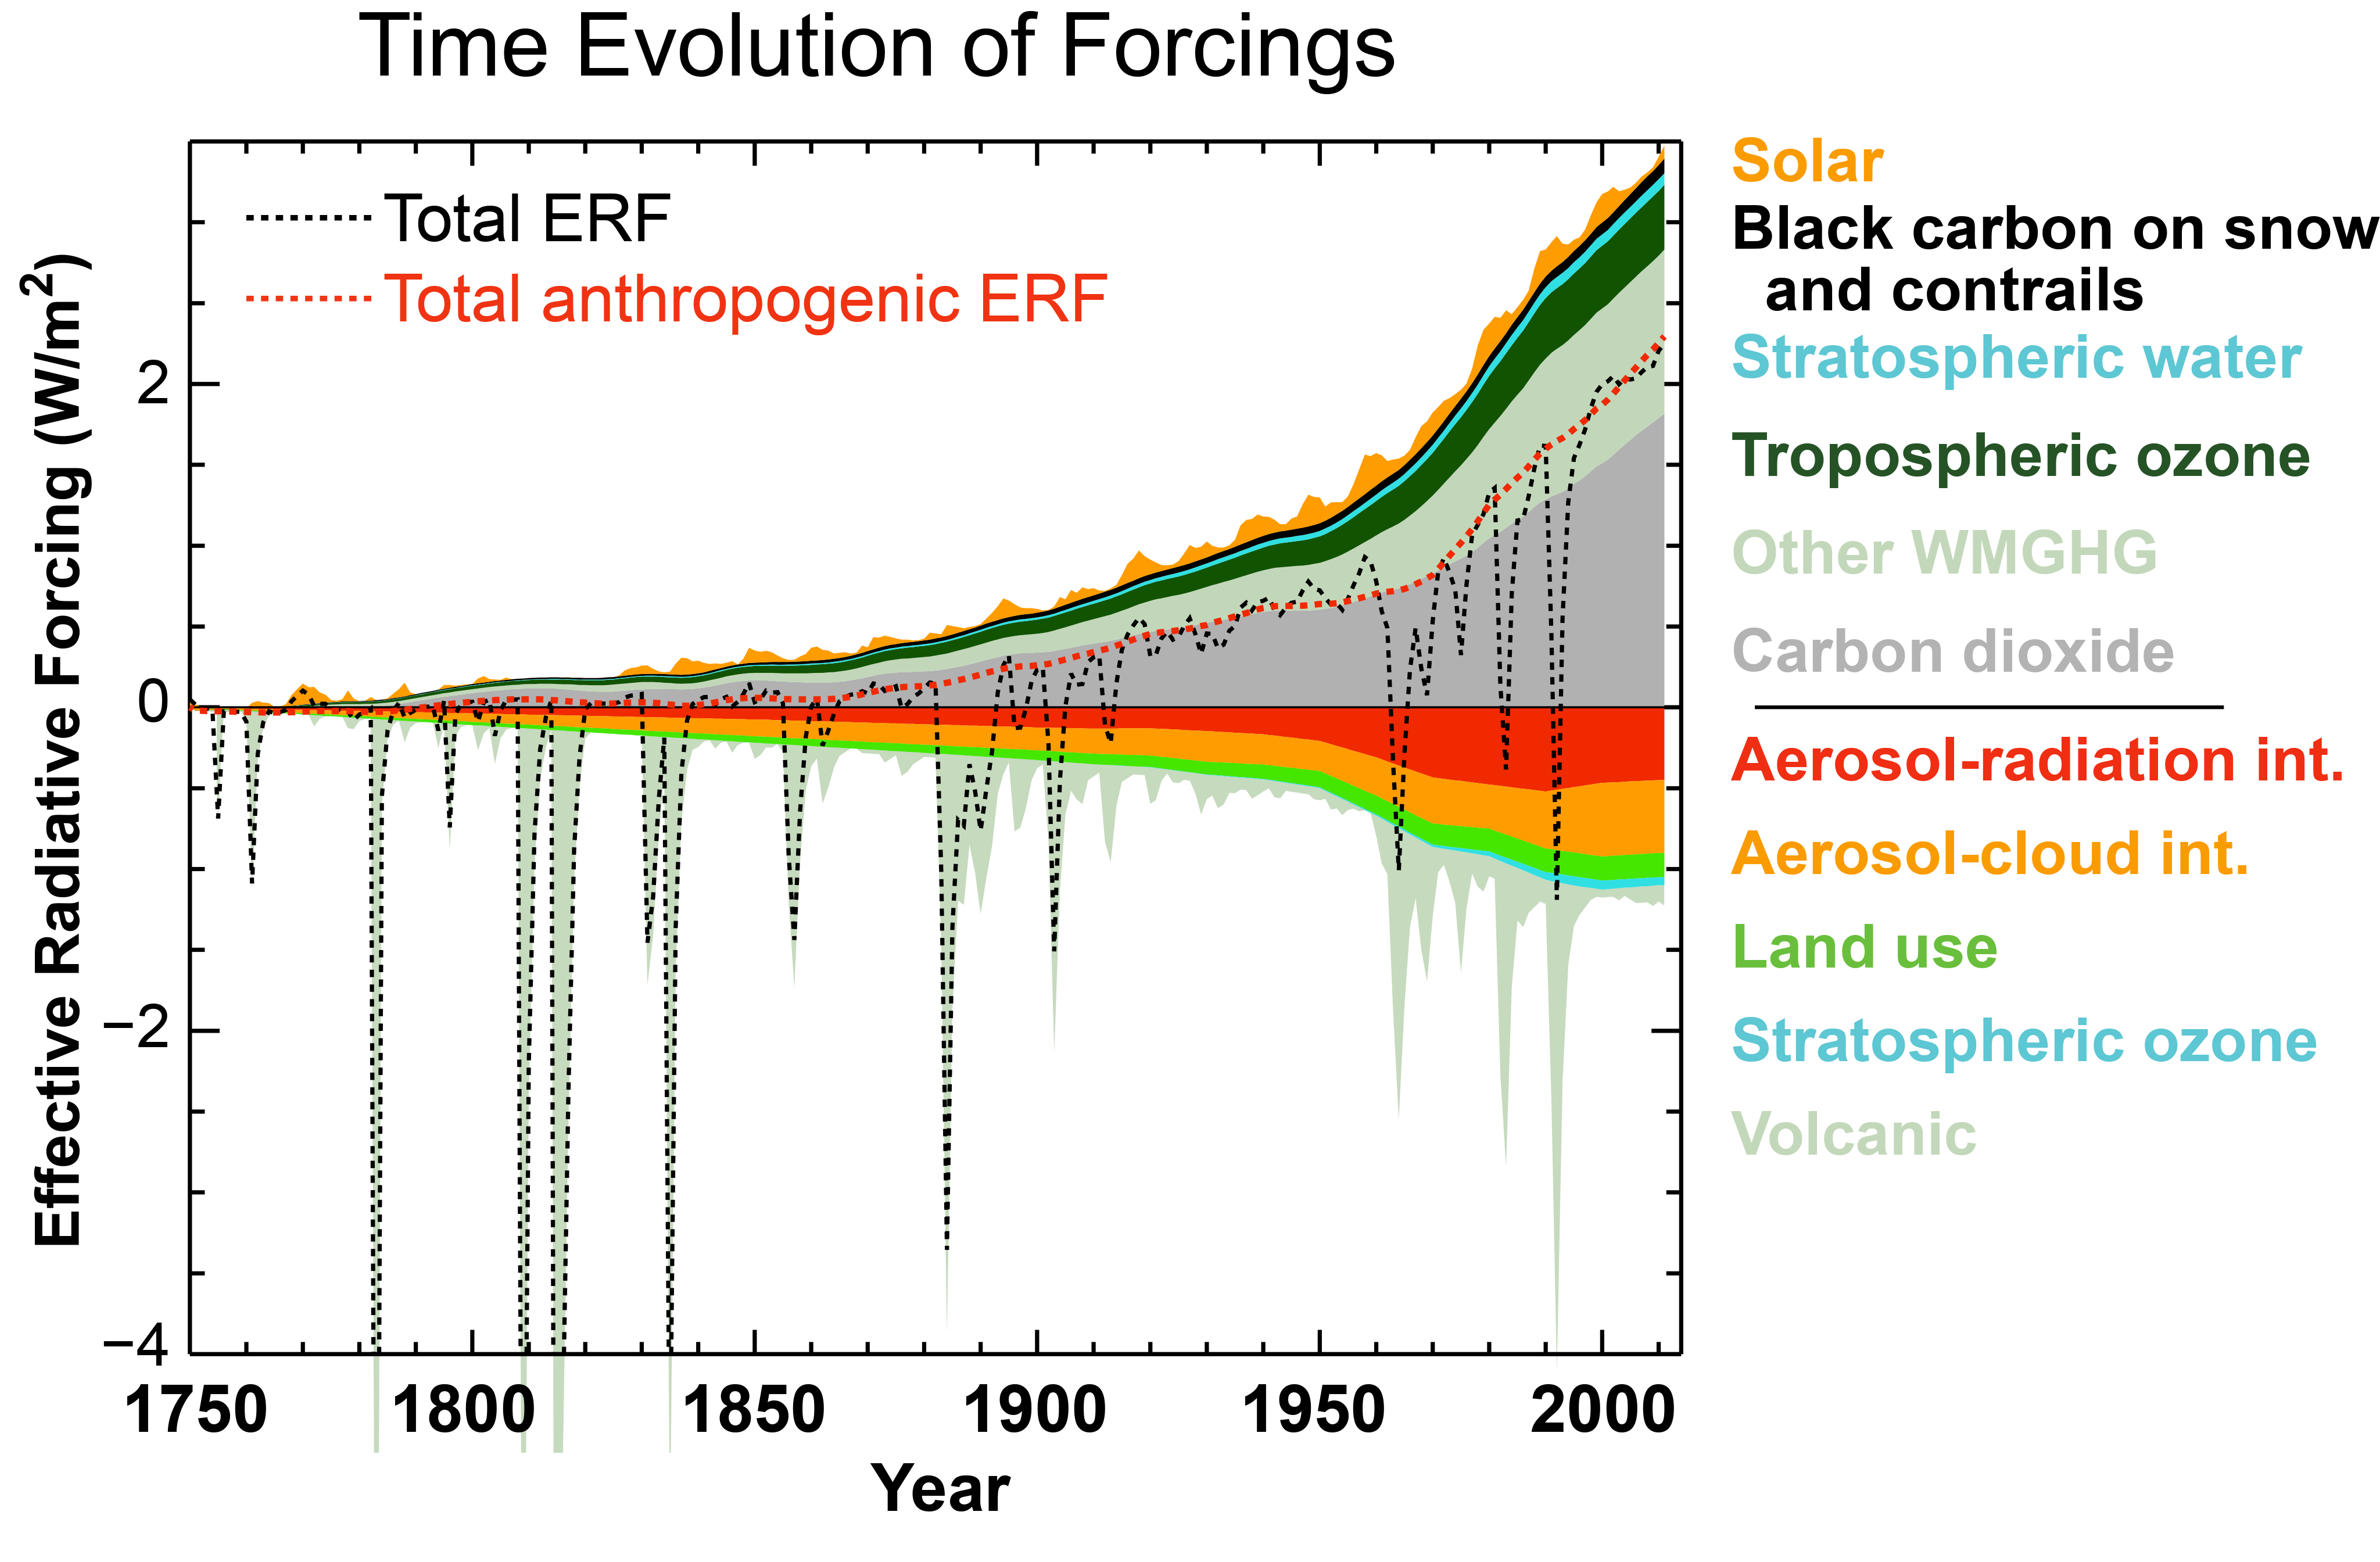 Time Evolution of Forcings
Total ERF
Total anthropogenic ERF
Effective Radiative Forcing (W/m²)
2
0
−2
−4
1750 1800 1850 1900 1950 2000
Year
Solar
Black carbon on snow
and contrails
Stratospheric water
Tropospheric ozone
Other WMGHG
Carbon dioxide
Aerosol-radiation int.
Aerosol-cloud int.
Land use
Stratospheric ozone
Volcanic